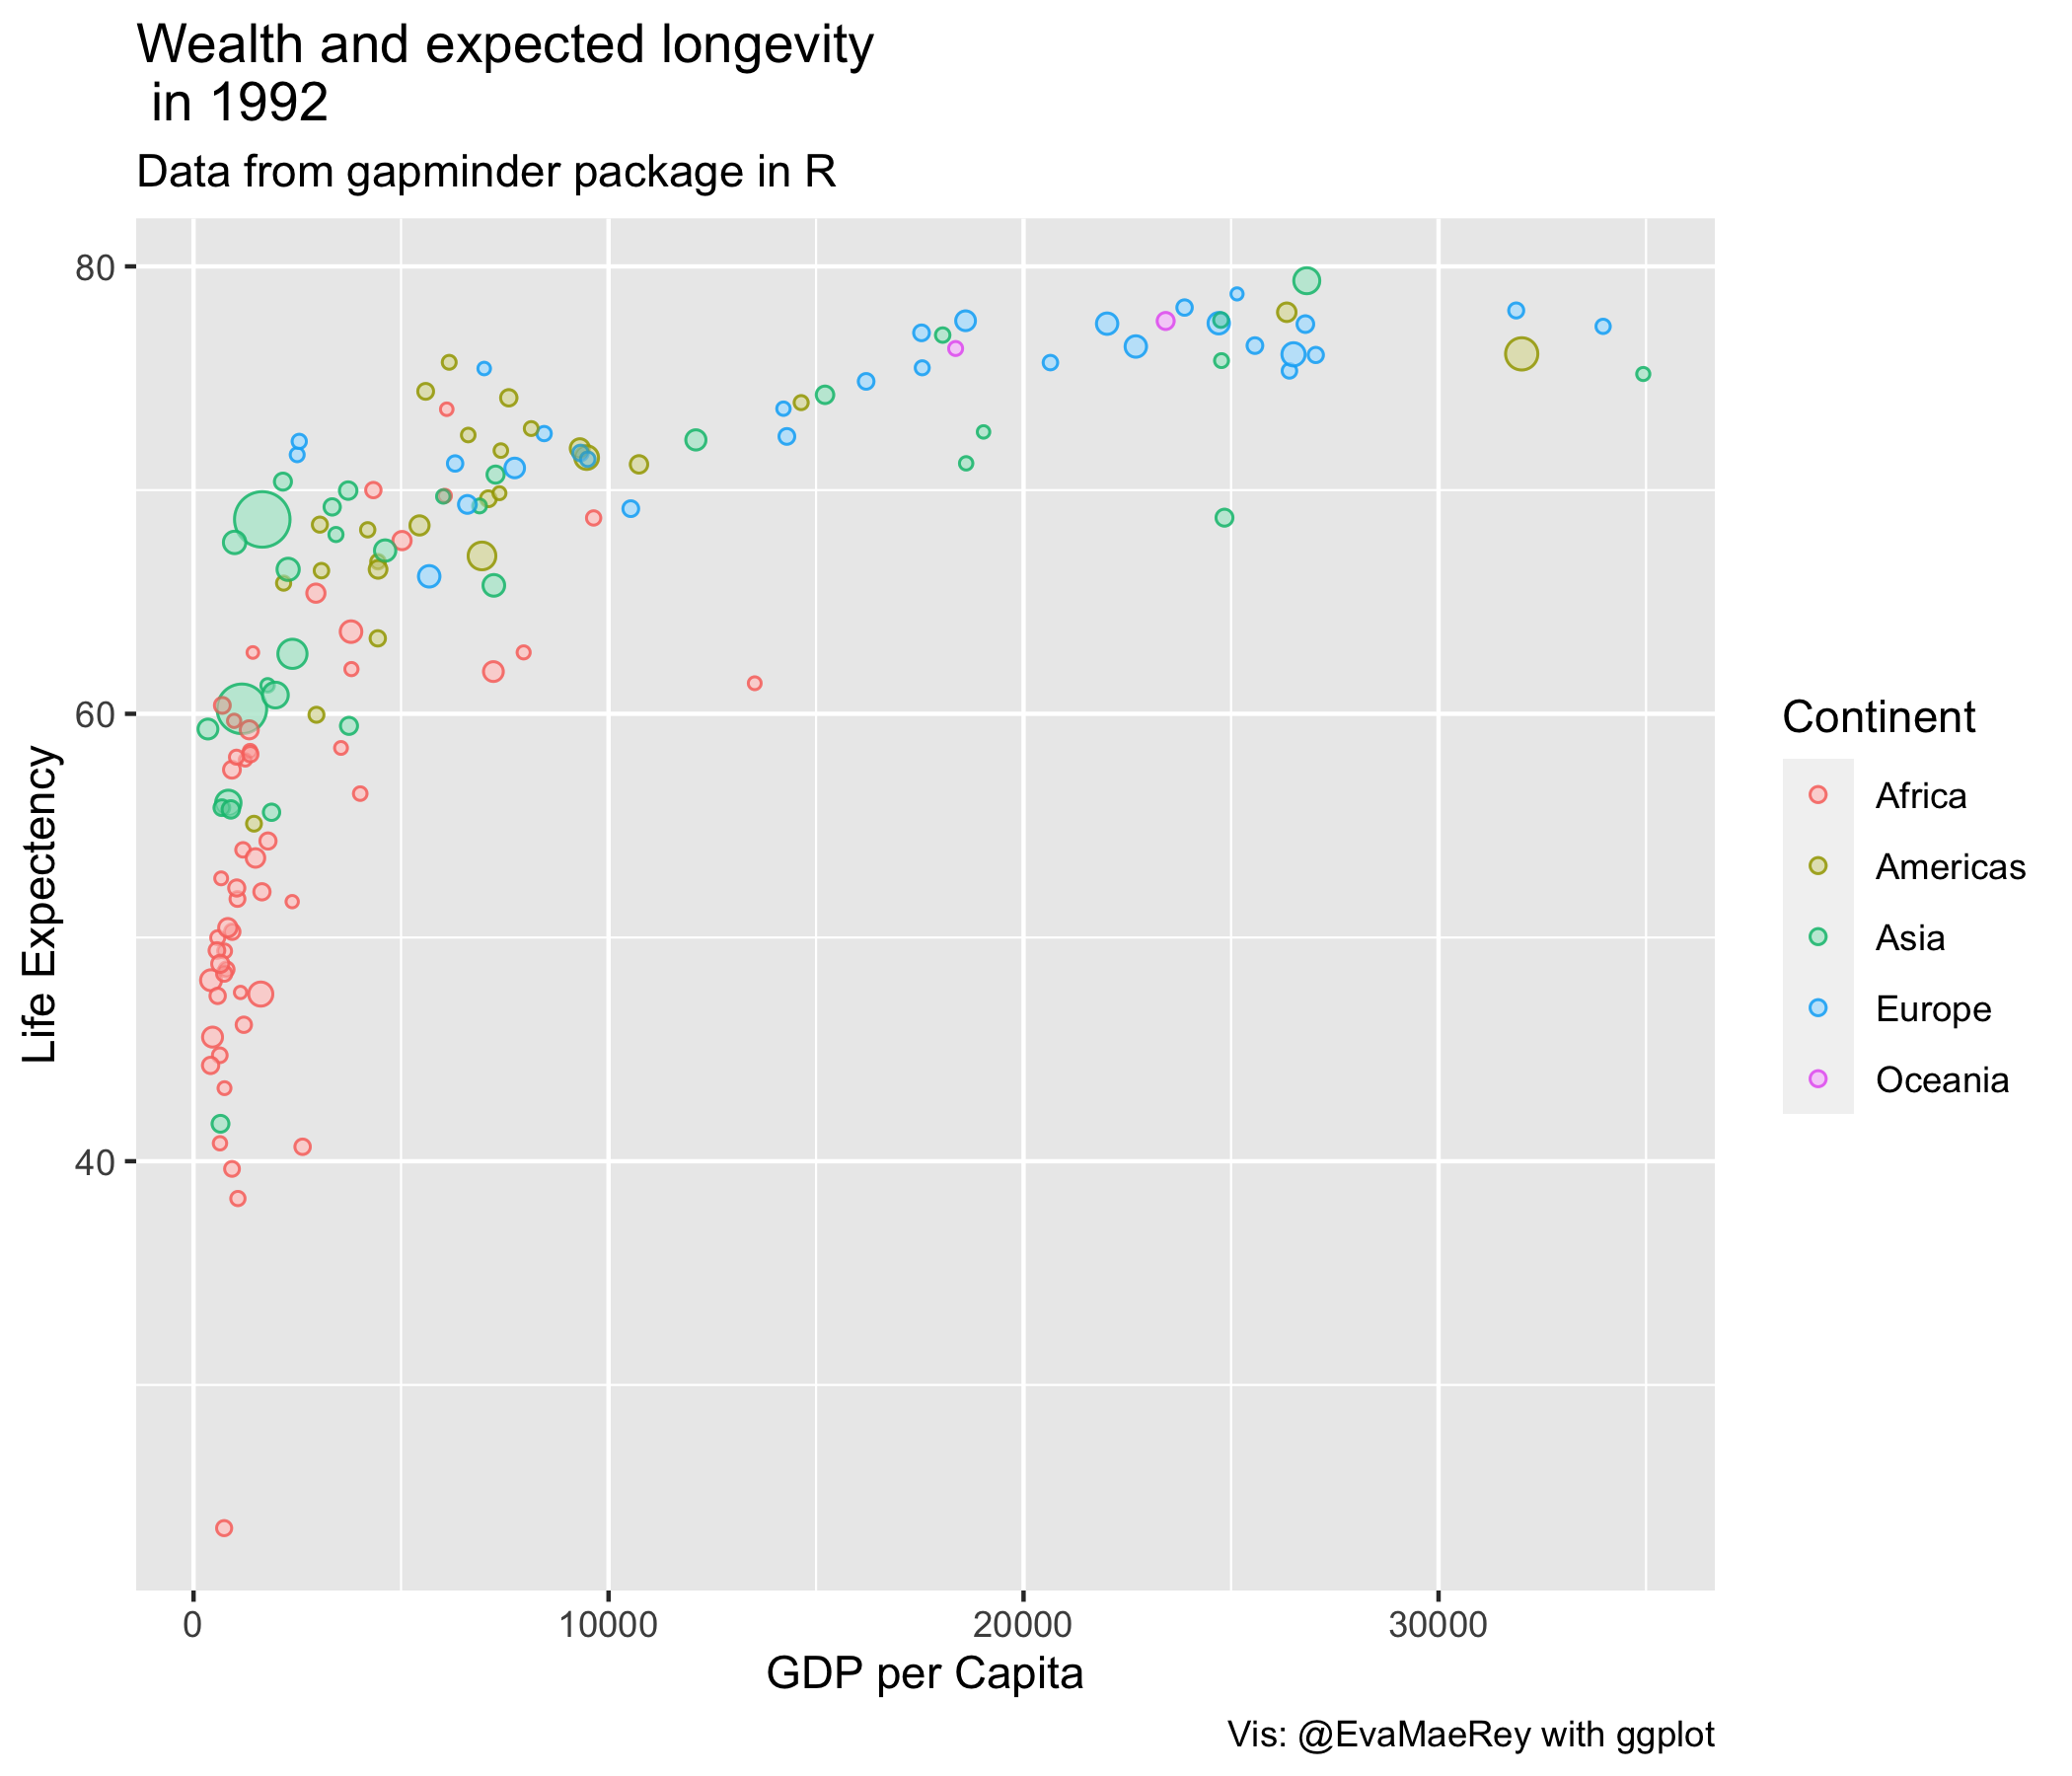 Wealth and expected longevity
in 1992
Data from gapminder package in R
80
60
40
Life Expectency
0
10000
20000
30000
GDP per Capita
Continent
Africa
Americas
Asia
Europe
Oceania
Vis: @EvaMaeRey with ggplot